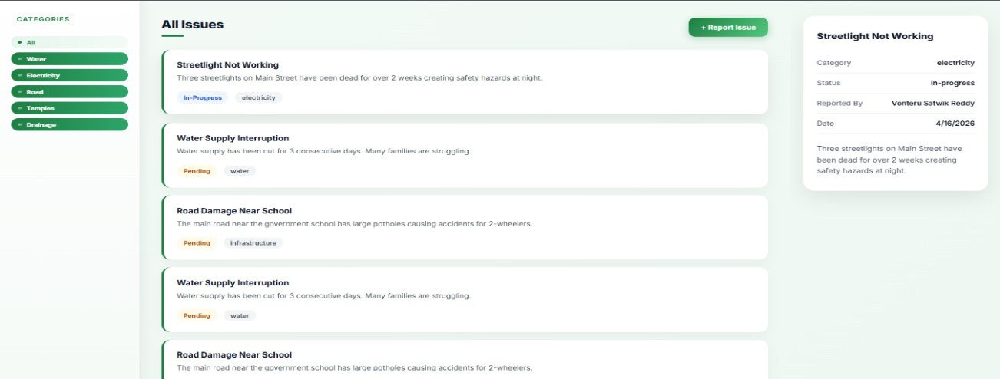 CATEGORIES
All
Water
Electricity
Road
Temples
Drainage
All Issues
+ Report Issue
Streetlight Not Working
Three streetlights on Main Street have been dead for over 2 weeks creating safety hazards at night.
In-Progress electricity
Water Supply Interruption
Water supply has been cut for 3 consecutive days. Many families are struggling.
Pending water
Road Damage Near School
The main road near the government school has large potholes causing accidents for 2-wheelers.
Pending infrastructure
Water Supply Interruption
Water supply has been cut for 3 consecutive days. Many families are struggling.
Pending water
Road Damage Near School
The main road near the government school has large potholes causing accidents for 2-wheelers.
Streetlight Not Working
Category electricity
Status in-progress
Reported By Vonteru Satwik Reddy
Date 4/16/2026
Three streetlights on Main Street have
been dead for over 2 weeks creating
safety hazards at night.